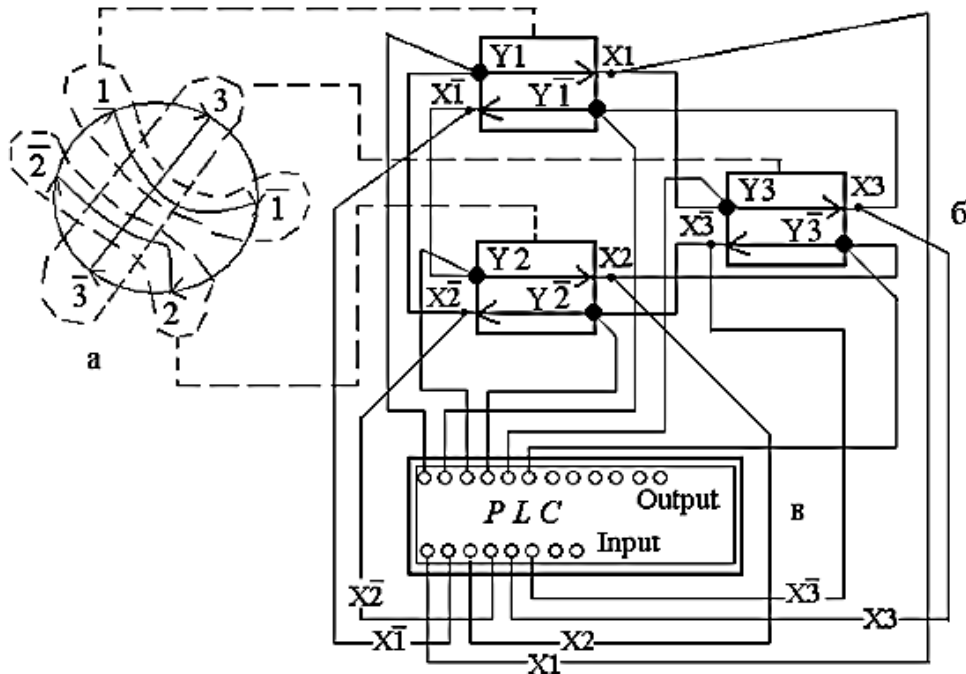 Y1
X1
X1̅
Y1̅
1
3
2̅
1̅
3̅
2
а
Y3
X3
X3̅
Y3̅
б
Y2
X2
X2̅
Y2̅
PLC
Output
Input
в
X2̅
X3̅
X1̅
X2
X3
X1